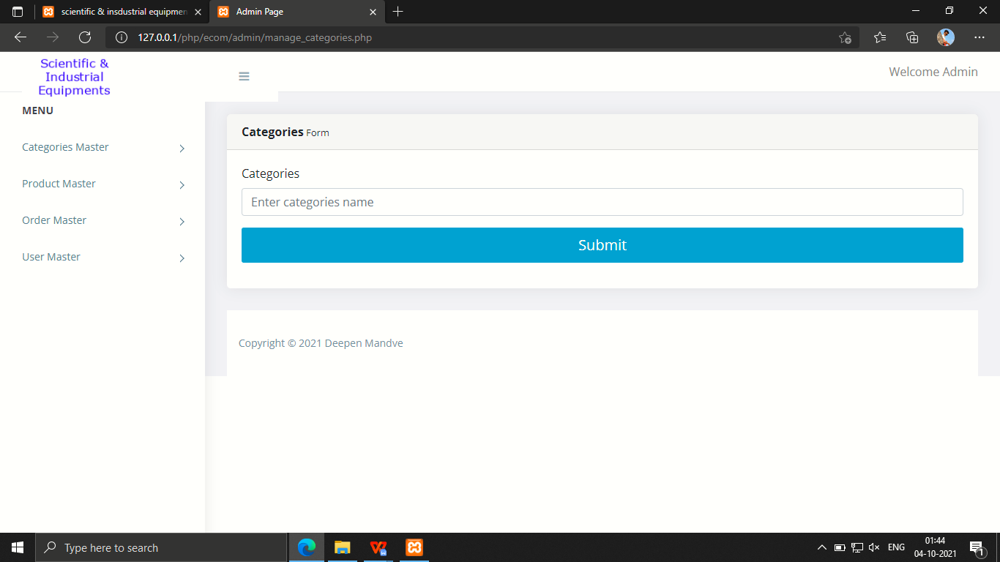 scientific & insdustrial equipmen
Admin Page
127.0.0.1/php/ecom/admin/manage_categories.php
Scientific &
Industrial
Equipments
Welcome Admin
MENU
Categories Master
Product Master
Order Master
User Master
Categories Form
Categories
Enter categories name
Submit
Copyright © 2021 Deepen Mandve
Type here to search
ENG
01:44
04-10-2021
1